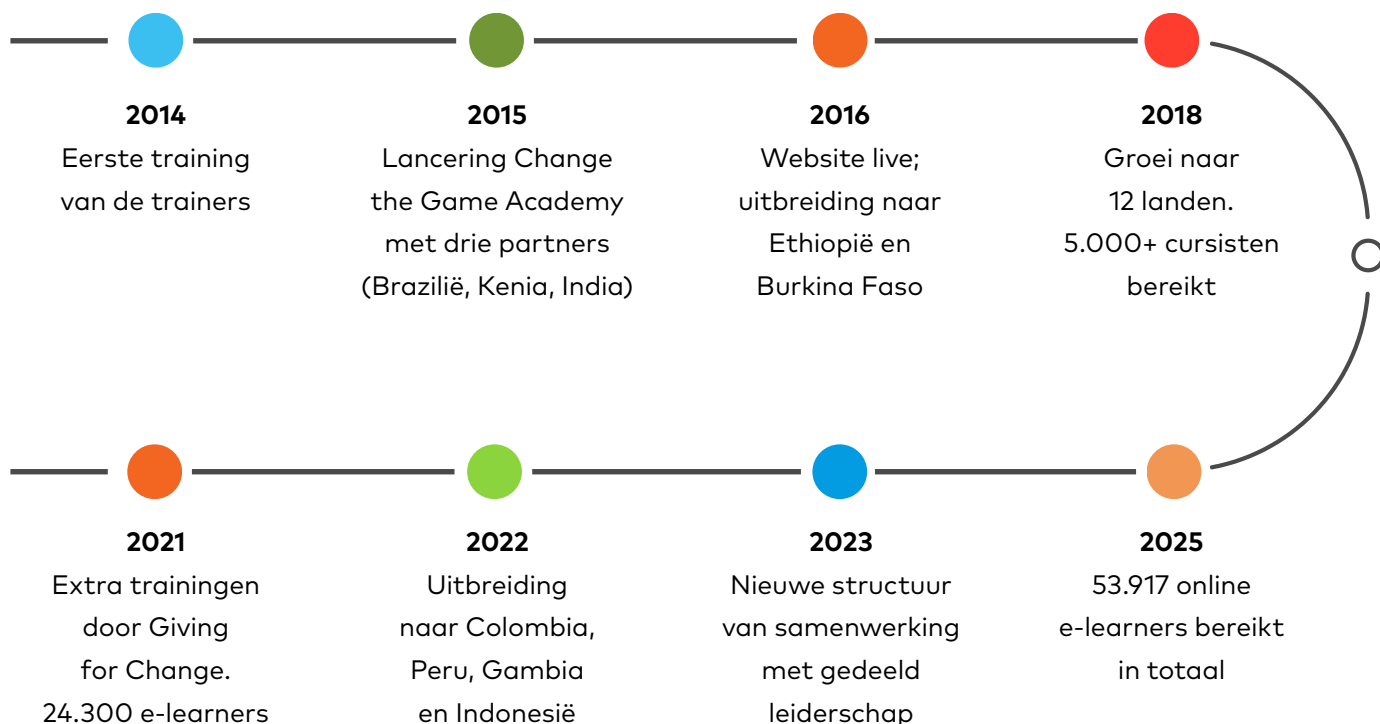 2014
Eerste training
van de trainers
2015
Lancering Change
the Game Academy
met drie partners
(Brazilië, Kenia, India)
2016
Website live;
uitbreiding naar
Ethiopië en
Burkina Faso
2018
Groei naar
12 landen.
5.000+ cursisten
bereikt
2021
Extra trainingen
door Giving
for Change.
24.300 e-learners
2022
Uitbreiding
naar Colombia,
Peru, Gambia
en Indonesië
2023
Nieuwe structuur
van samenwerking
met gedeeld
leiderschap
2025
53.917 online
e-learners bereikt
in totaal